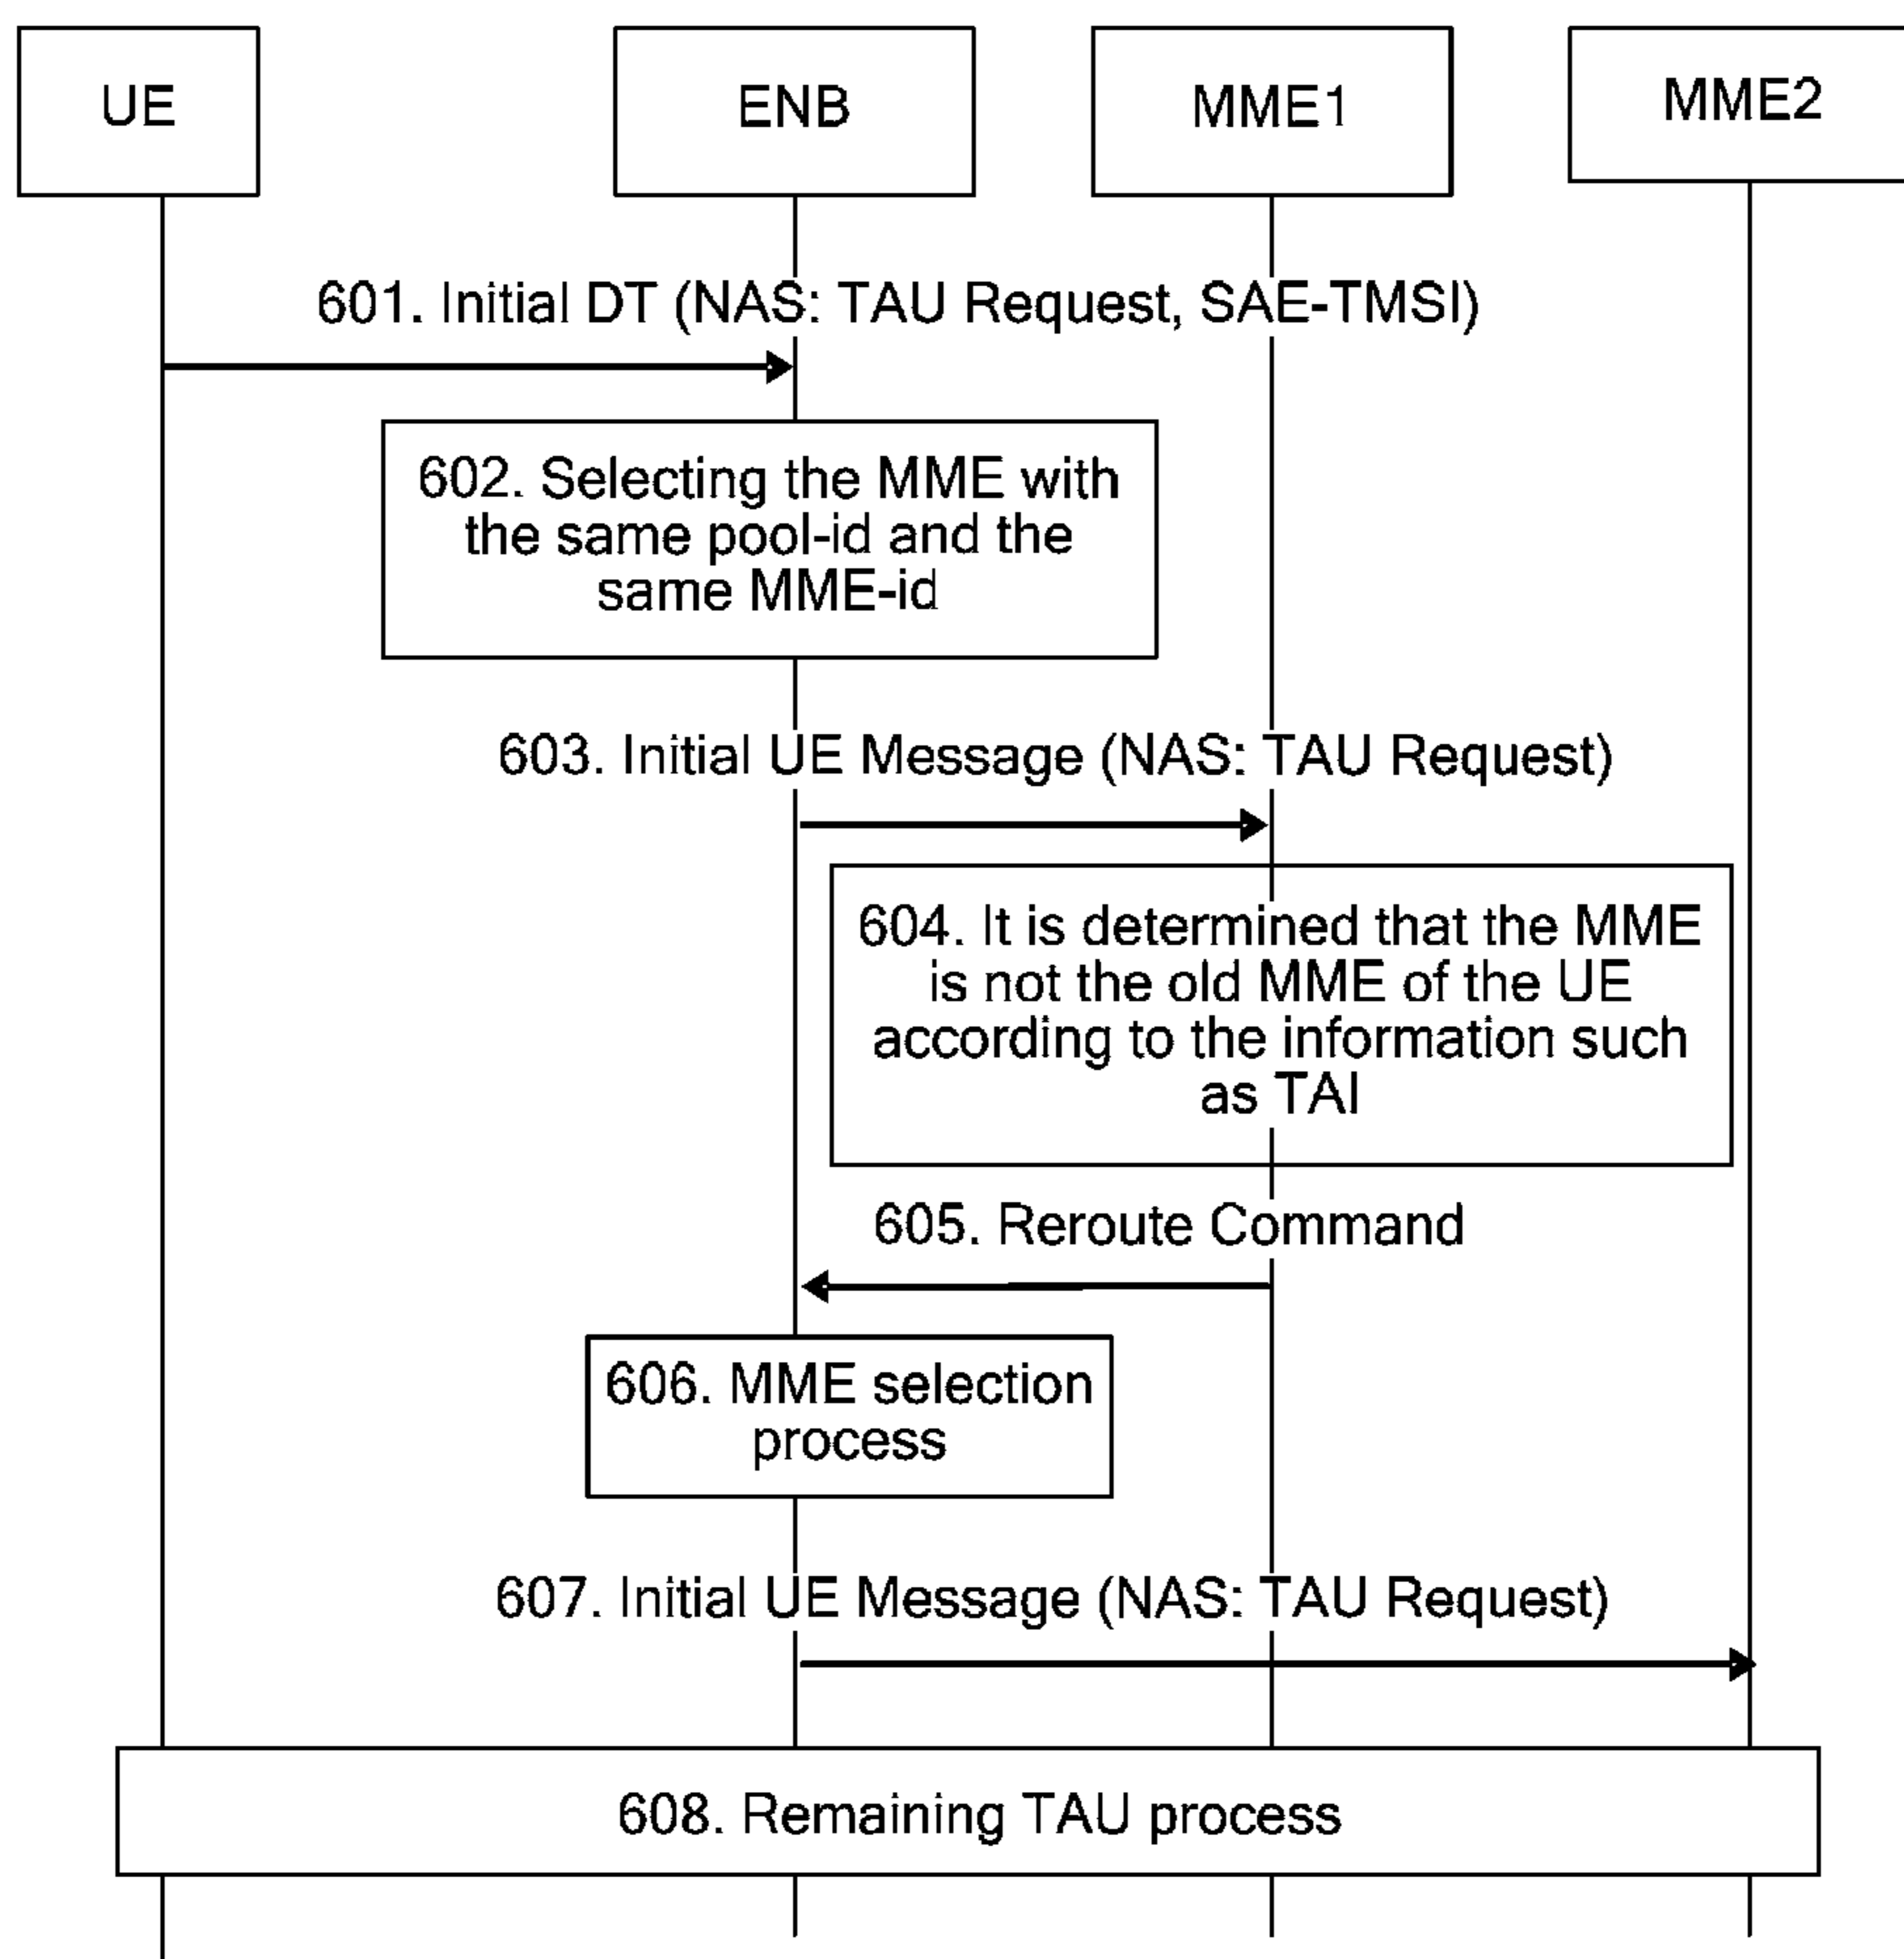 UE
ENB
MME1
MME2
601. Initial DT (NAS: TAU Request, SAE-TMSI)
602. Selecting the MME with
the same pool-id and the
same MME-id
603. Initial UE Message (NAS: TAU Request)
604. It is determined that the MME
is not the old MME of the UE
according to the information such
as TAI
605. Reroute Command
606. MME selection
process
607. Initial UE Message (NAS: TAU Request)
608. Remaining TAU process